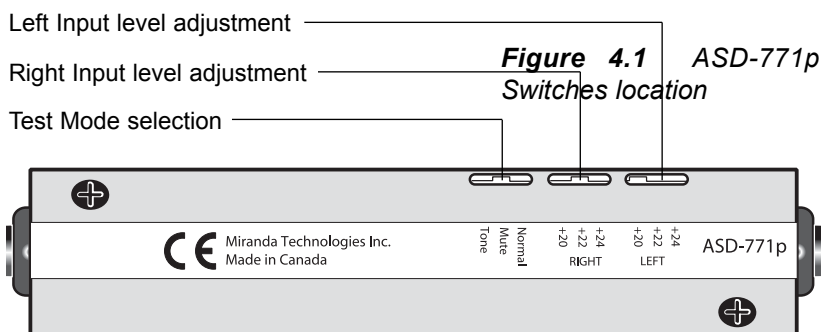 Left Input level adjustment
Right Input level adjustment
Test Mode selection
Figure 4.1 ASD-771p
Switches location
CE
Miranda Technologies Inc.
Made in Canada
Tone
Mute
Normal
+20
+22
+24
RIGHT
+20
+22
+24
LEFT
ASD-771p